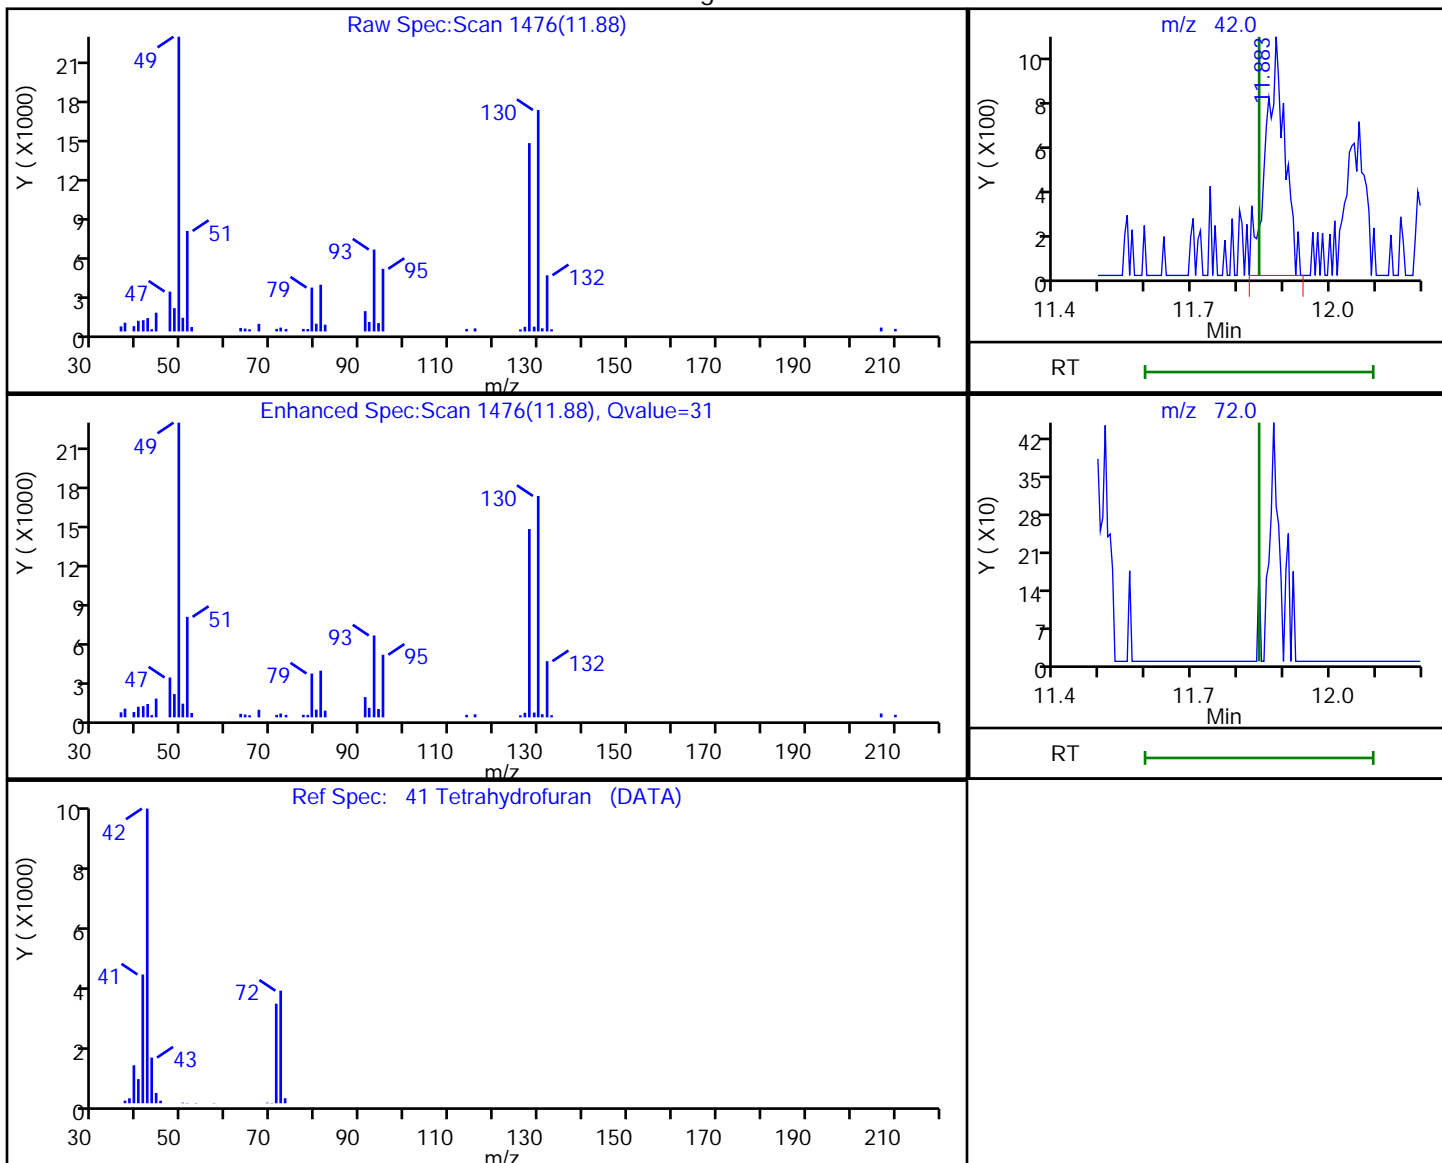 Raw Spec:Scan 1476(11.88)
Y ( X1000)
21
18
15
12
9
6
3
0
49
51
47
79
93
95
130
132
30 50 70 90 110 130 150 170 190 210
m/z
m/z 42.0
Y ( X100)
10
8
6
4
2
0
11.883
11.4 11.7 12.0
Min
RT
Enhanced Spec:Scan 1476(11.88), Qvalue=31
Y ( X1000)
21
18
15
12
9
6
3
0
49
51
47
79
93
95
130
132
30 50 70 90 110 130 150 170 190 210
m/z
m/z 72.0
Y ( X10)
42
35
28
21
14
7
0
11.4 11.7 12.0
Min
RT
Ref Spec: 41 Tetrahydrofuran (DATA)
Y ( X1000)
10
8
6
4
2
0
42
41
43
72
30 50 70 90 110 130 150 170 190 210
m/z